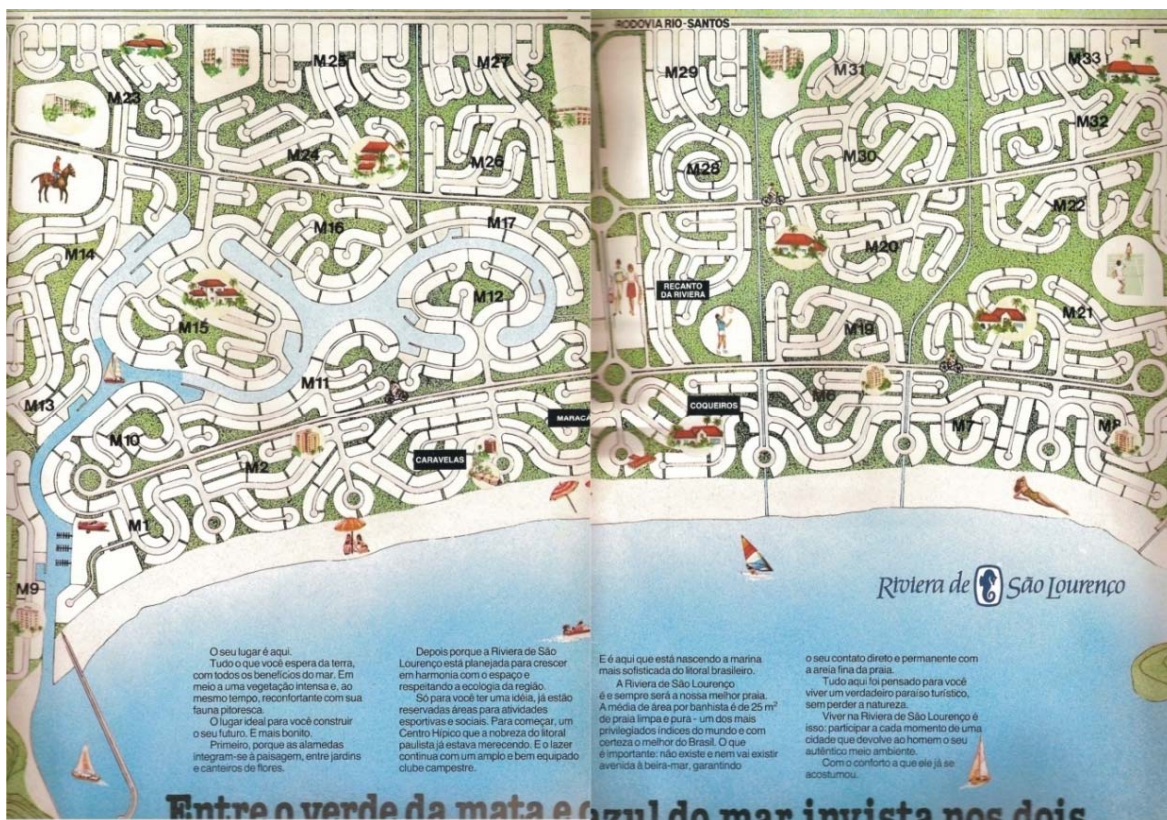 RODOVIA RIO-SANTOS
M23
M25
M27
M29
M31
M33
M24
M26
M28
M30
M32
M14
M16
M17
M20
M22
M15
M12
RECANTO
DA RIVIERA
M19
M21
M13
M11
M10
M2
CARAVELAS
COQUEIROS
M6
M7
M8
M1
M9
Riviera de São Lourenço
O seu lugar é aqui.
Tudo o que você espera da terra,
com todos os benefícios do mar. Em
meio a uma vegetação intensa e, ao
mesmo tempo, reconfortante com sua
fauna pitoresca.
O lugar ideal para você construir
o seu futuro. E mais bonito.
Primeiro, porque as alamedas
integram-se à paisagem, entre jardins
e canteiros de flores.
Depois porque a Riviera de São
Lourenço está planejada para crescer
em harmonia com o espaço e
respeitando a ecologia da região.
Só para você ter uma idéia, já estão
reservadas áreas para atividades
esportivas e sociais. Para começar, um
Centro Hípico que a nobreza do litoral
paulista já estava merecendo. E o lazer
continua com um amplo e bem equipado
clube campestre.
E é aqui que está nascendo a marina
mais sofisticada do litoral brasileiro.
A Riviera de São Lourenço
é e sempre será a nossa melhor praia.
A média de área por banhista é de 25 m²
de praia limpa e pura - um dos mais
privilegiados índices do mundo e com
certeza o melhor do Brasil. O que
é importante: não existe e nem vai existir
avenida à beira-mar, garantindo
o seu contato direto e permanente com
a areia fina da praia.
Tudo aqui foi pensado para você
viver um verdadeiro paraíso turístico,
sem perder a natureza.
Viver na Riviera de São Lourenço é
isso: participar a cada momento de uma
cidade que devolve ao homem o seu
autêntico meio ambiente.
Com o conforto a que ele já se
acostumou.
Entre o verde da mata e o azul do mar invista nos dois